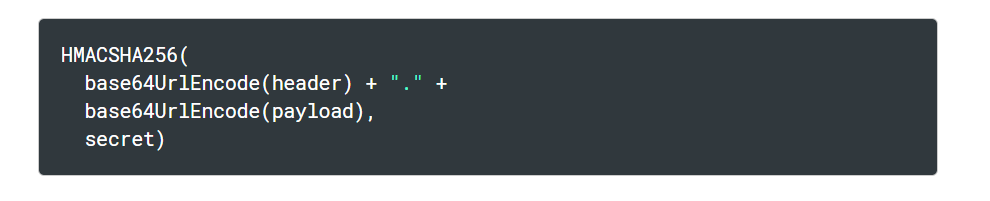 HMACSHA256(
base64UrlEncode(header) + "." +
base64UrlEncode(payload),
secret)